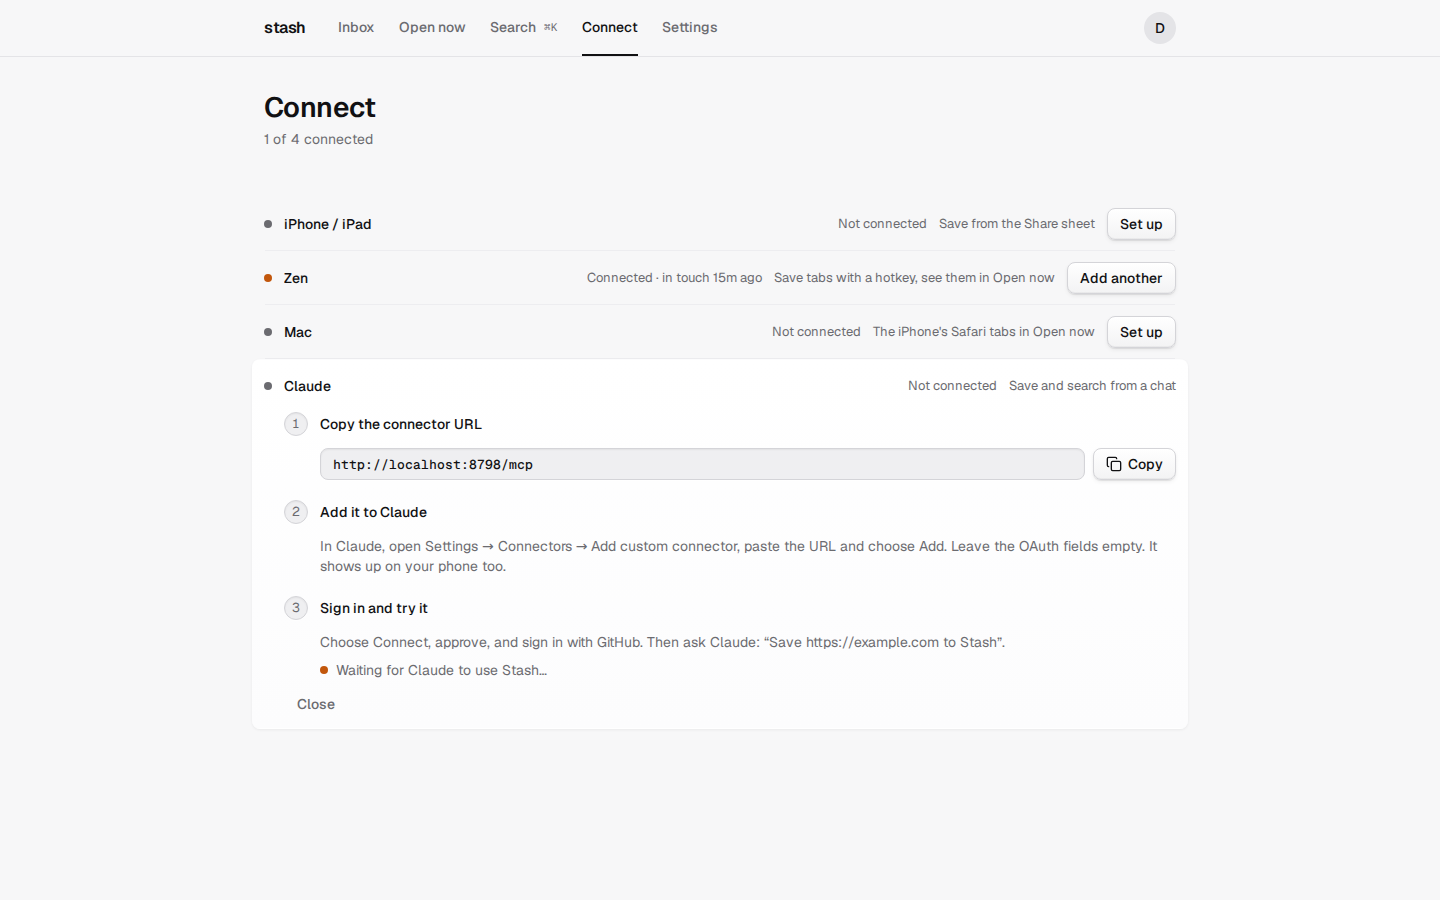 stash Inbox Open now Search ⌘K Connect Settings D
Connect
1 of 4 connected
iPhone / iPad Not connected Save from the Share sheet Set up
Zen Connected · in touch 15m ago Save tabs with a hotkey, see them in Open now Add another
Mac Not connected The iPhone's Safari tabs in Open now Set up
Claude Not connected Save and search from a chat
1 Copy the connector URL
http://localhost:8798/mcp Copy
2 Add it to Claude
In Claude, open Settings → Connectors → Add custom connector, paste the URL and choose Add. Leave the OAuth fields empty. It
shows up on your phone too.
3 Sign in and try it
Choose Connect, approve, and sign in with GitHub. Then ask Claude: “Save https://example.com to Stash”.
Waiting for Claude to use Stash…
Close